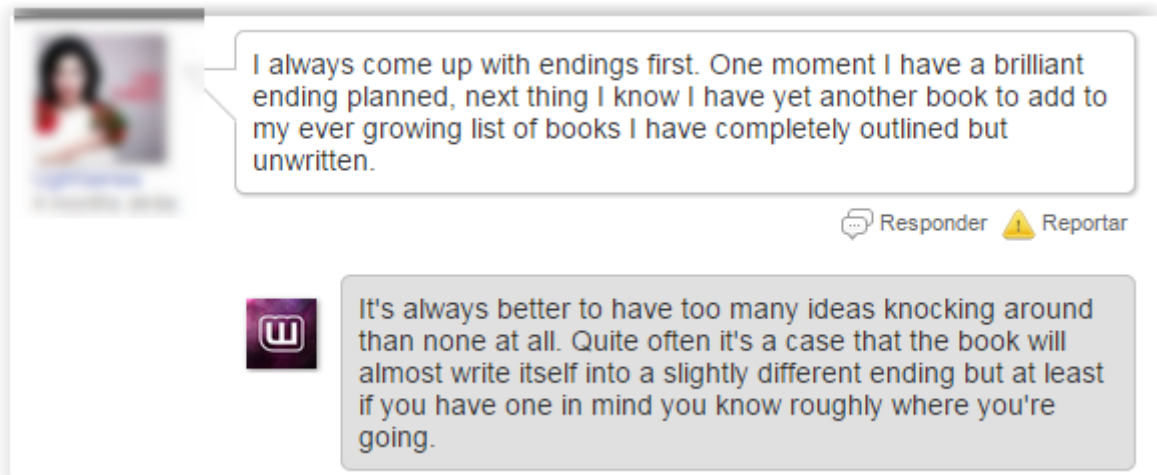 I always come up with endings first. One moment I have a brilliant
ending planned, next thing I know I have yet another book to add to
my ever growing list of books I have completely outlined but
unwritten.
Responder Reportar
It's always better to have too many ideas knocking around
than none at all. Quite often it's a case that the book will
almost write itself into a slightly different ending but at least
if you have one in mind you know roughly where you're
going.